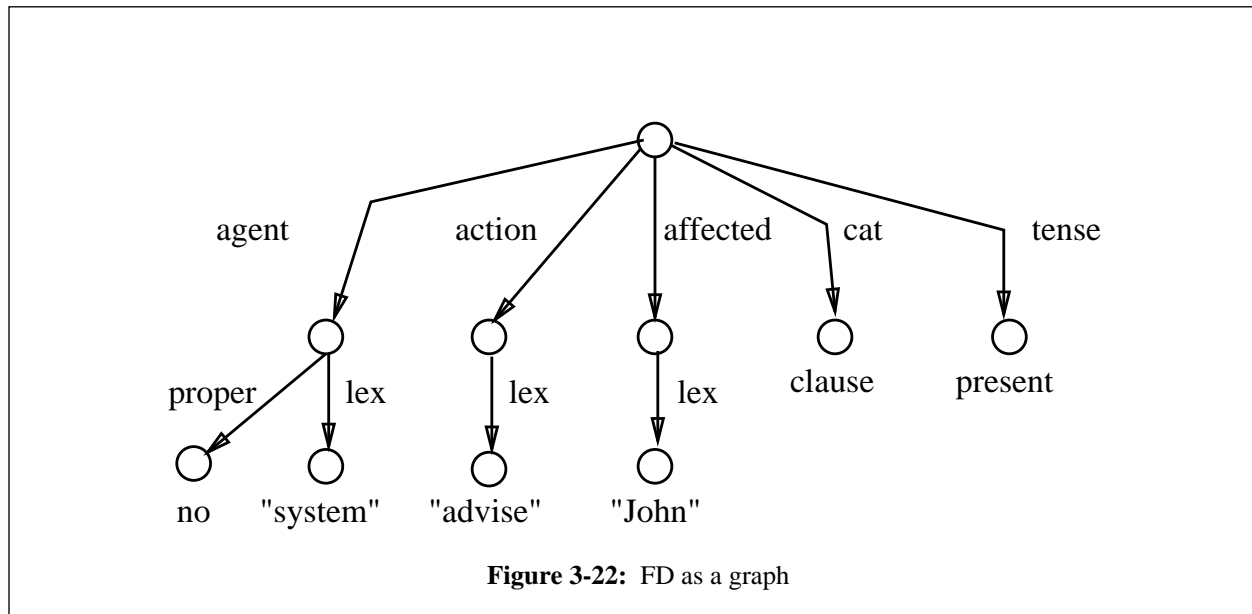 agent action affected cat tense
proper lex lex lex clause present
no "system" "advise" "John"
Figure 3-22: FD as a graph